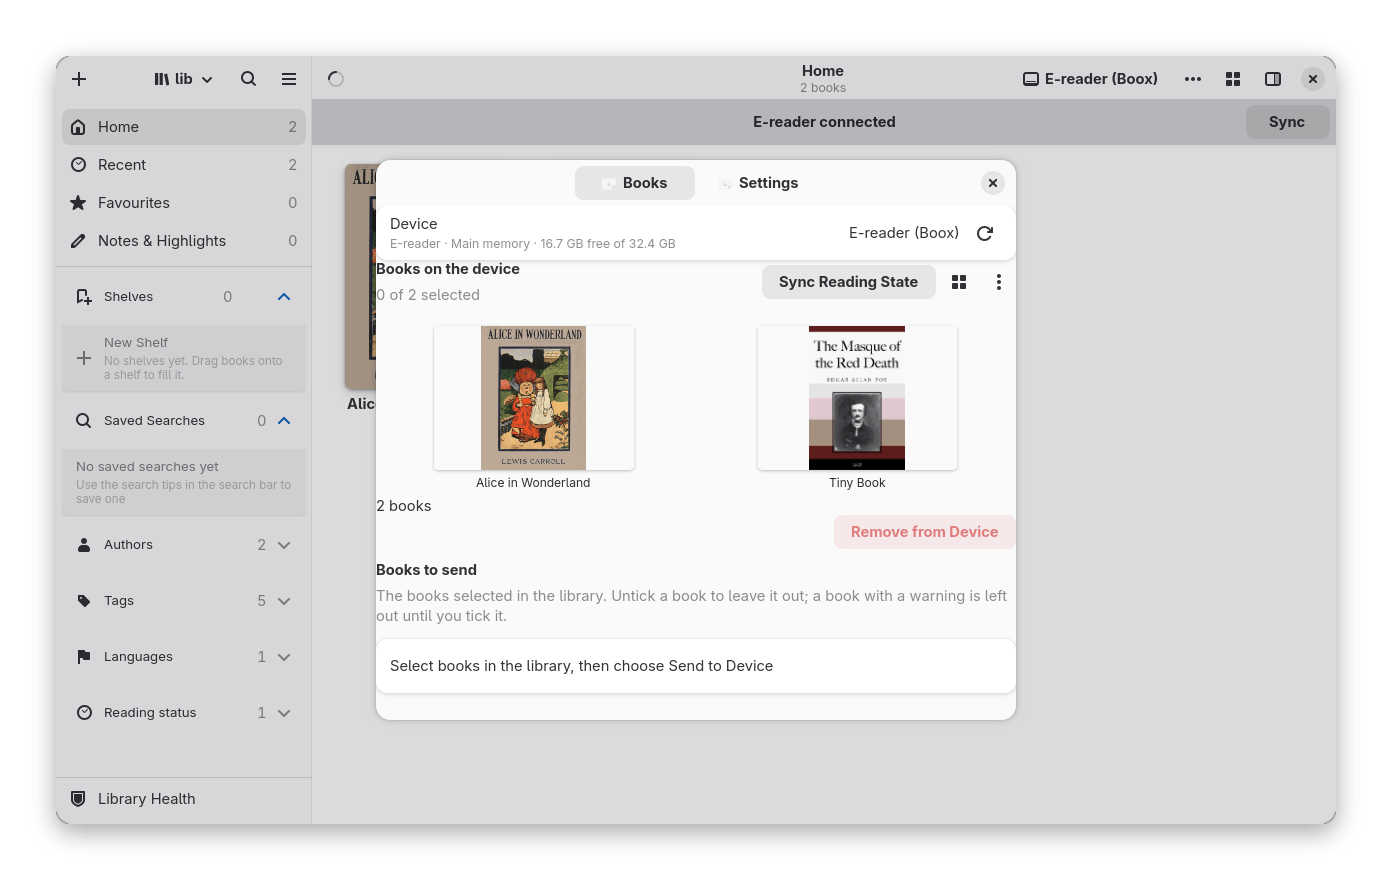 lib
Home
2 books
E-reader (Boox)
E-reader connected
Sync
Home 2
Recent 2
Favourites 0
Notes & Highlights 0
Shelves 0
New Shelf
No shelves yet. Drag books onto
a shelf to fill it.
Saved Searches 0
No saved searches yet
Use the search tips in the search bar to
save one
Authors 2
Tags 5
Languages 1
Reading status 1
Library Health
ALI
Alic
Books
Settings
Device
E-reader · Main memory · 16.7 GB free of 32.4 GB
E-reader (Boox)
Books on the device
0 of 2 selected
Sync Reading State
ALICE IN WONDERLAND
LEWIS CARROLL
Alice in Wonderland
The Masque of
the Red Death
EDGAR ALLAN POE
Tiny Book
2 books
Remove from Device
Books to send
The books selected in the library. Untick a book to leave it out; a book with a warning is left
out until you tick it.
Select books in the library, then choose Send to Device